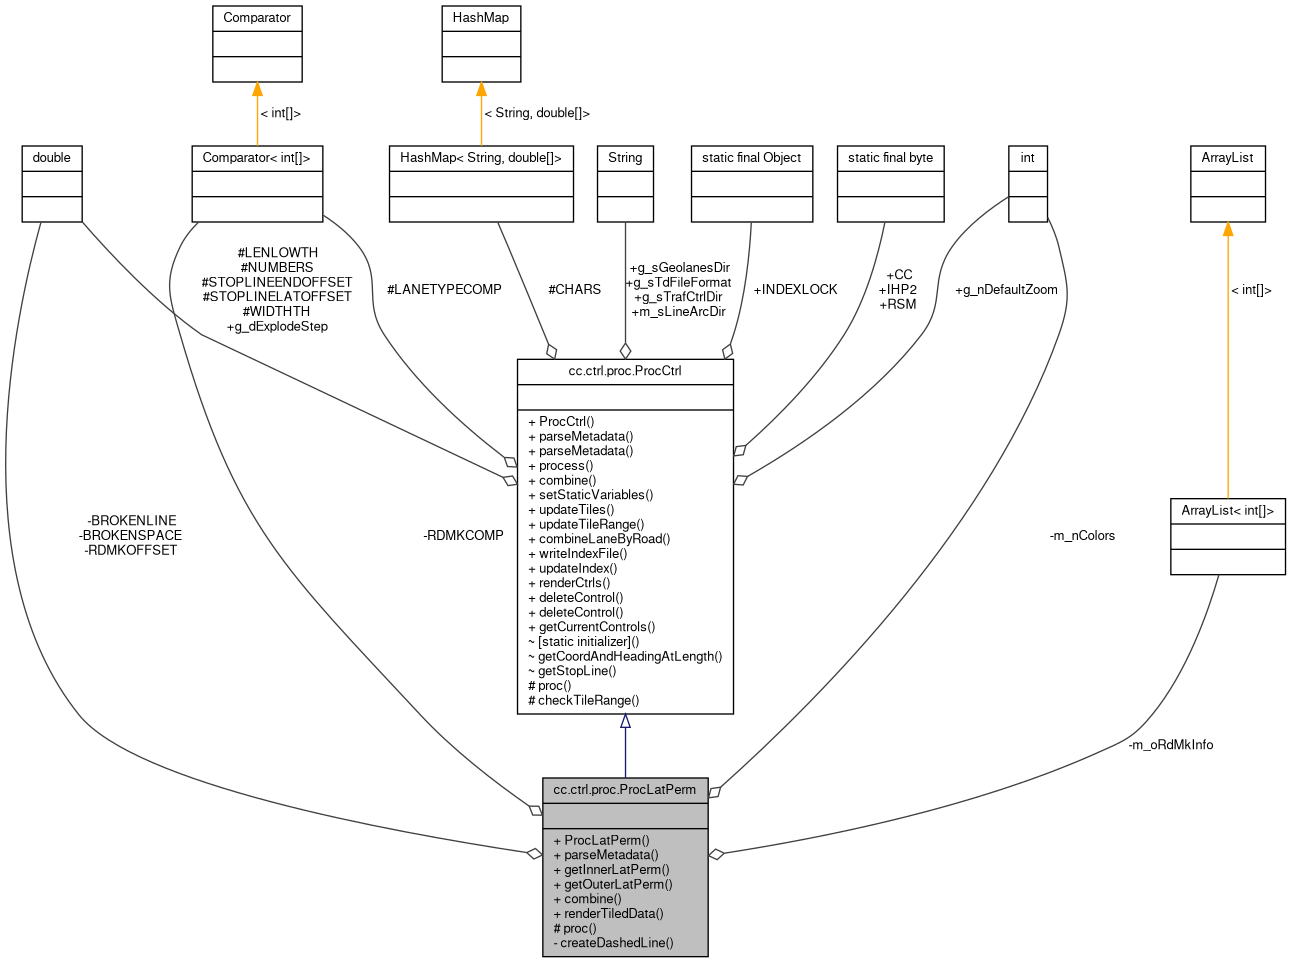 Comparator
HashMap
< int[]>
< String, double[]>
double
Comparator< int[]>
HashMap< String, double[]>
String
static final Object
static final byte
int
ArrayList
#LENLOWTH
#NUMBERS
#STOPLINEENDOFFSET
#STOPLINELATOFFSET
#WIDTHTH
+g_dExplodeStep
#LANETYPECOMP
#CHARS
+g_sGeolanesDir
+g_sTdFileFormat
+g_sTrafCtrlDir
+m_sLineArcDir
+INDEXLOCK
+CC
+IHP2
+RSM
+g_nDefaultZoom
< int[]>
cc.ctrl.proc.ProcCtrl
+ ProcCtrl()
+ parseMetadata()
+ parseMetadata()
+ process()
+ combine()
+ setStaticVariables()
+ updateTiles()
+ updateTileRange()
+ combineLaneByRoad()
+ writeIndexFile()
+ updateIndex()
+ renderCtrls()
+ deleteControl()
+ deleteControl()
+ getCurrentControls()
~ [static initializer]()
~ getCoordAndHeadingAtLength()
~ getStopLine()
# proc()
# checkTileRange()
-BROKENLINE
-BROKENSPACE
-RDMKOFFSET
-RDMKCOMP
-m_nColors
ArrayList< int[]>
-m_oRdMkInfo
cc.ctrl.proc.ProcLatPerm
+ ProcLatPerm()
+ parseMetadata()
+ getInnerLatPerm()
+ getOuterLatPerm()
+ combine()
+ renderTiledData()
# proc()
- createDashedLine()